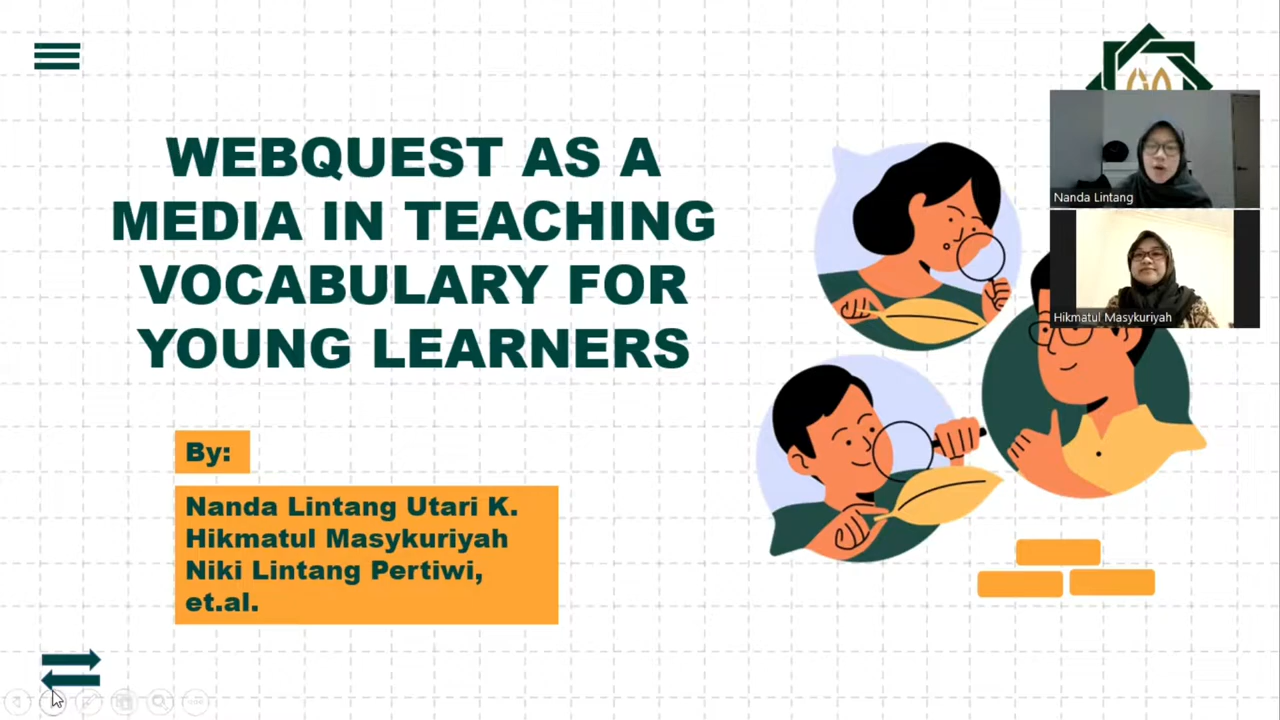 WEBQUEST AS A
MEDIA IN TEACHING
VOCABULARY FOR
YOUNG LEARNERS
By:
Nanda Lintang Utari K.
Hikmatul Masykuriyah
Niki Lintang Pertiwi,
et.al.
Nanda Lintang
Hikmatul Masykuriyah